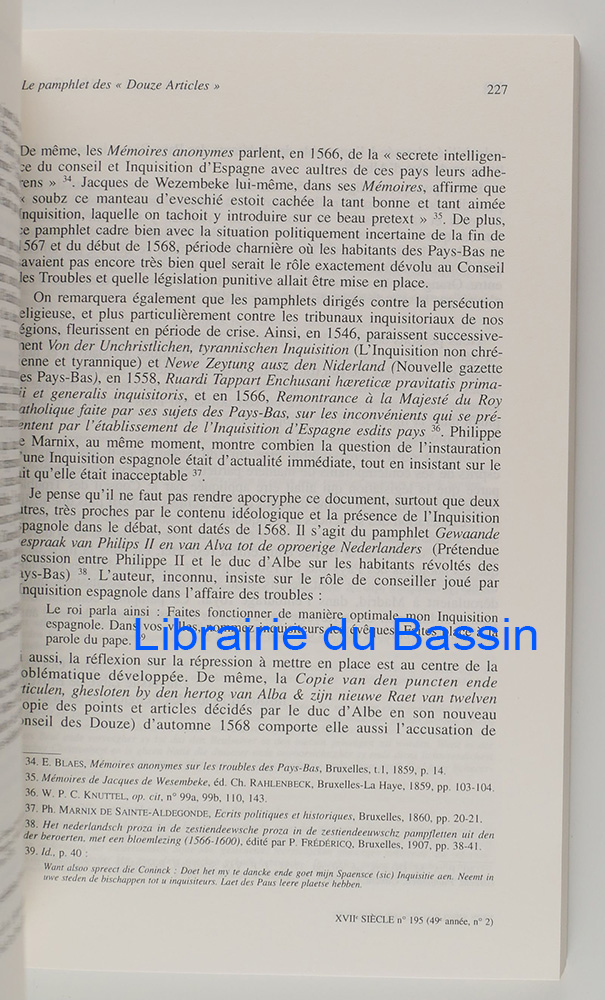 Le pamphlet des « Douze Articles »
227
De même, les Mémoires anonymes parlent, en 1566, de la « secrete intelligen-
ce du conseil et Inquisition d'Espagne avec aultres de ces pays leurs adhe-
rens » 34. Jacques de Wezembeke lui-même, dans ses Mémoires, affirme que
« soubz ce manteau d'eveschié estoit cachée la tant bonne et tant aimée
inquisition, laquelle on tachoit y introduire sur ce beau pretext » 35. De plus,
ce pamphlet cadre bien avec la situation politiquement incertaine de la fin de
1567 et du début de 1568, période charnière où les habitants des Pays-Bas ne
savaient pas encore très bien quel serait le rôle exactement dévolu au Conseil
des Troubles et quelle législation punitive allait être mise en place.
On remarquera également que les pamphlets dirigés contre la persécution
religieuse, et plus particulièrement contre les tribunaux inquisitoriaux de nos
régions, fleurissent en période de crise. Ainsi, en 1546, paraissent successive-
ment Von der Unchristlichen, tyrannischen Inquisition (L'Inquisition non chré-
tienne et tyrannique) et Newe Zeytung ausz den Niderland (Nouvelle gazette
des Pays-Bas), en 1558, Ruardi Tappart Enchusani hæreticæ pravitatis prima-
rii et generalis inquisitoris, et en 1566, Remontrance à la Majesté du Roy
catholique faite par ses sujets des Pays-Bas, sur les inconvénients qui se pré-
sentent par l'établissement de l'Inquisition d'Espagne esdits pays 36. Philippe
de Marnix, au même moment, montre combien la question de l'instauration
d'une Inquisition espagnole était d'actualité immédiate, tout en insistant sur le
fait qu'elle était inacceptable 37.
Je pense qu'il ne faut pas rendre apocryphe ce document, surtout que deux
autres, très proches par le contenu idéologique et la présence de l'Inquisition
espagnole dans le débat, sont datés de 1568. Il s'agit du pamphlet Gewaande
gespraak van Philips II en van Alva tot de oproerige Nederlanders (Prétendue
discussion entre Philippe II et le duc d'Albe sur les habitants révoltés des
Pays-Bas) 38. L'auteur, inconnu, insiste sur le rôle de conseiller joué par
l'Inquisition espagnole dans l'affaire des troubles :
Le roi parla ainsi : Faites fonctionner de manière optimale mon Inquisition
espagnole. Dans vos villes, nommez inquisiteurs les évêques. Faites place à la
parole du pape. 39
Librairie du Bassin
aussi, la réflexion sur la répression à mettre en place est au centre de la
problématique développée. De même, la Copie van den puncten ende
articulen, ghesloten by den hertog van Alba & zijn nieuwe Raet van twelven
(Copie des points et articles décidés par le duc d'Albe en son nouveau
Conseil des Douze) d'automne 1568 comporte elle aussi l'accusation de
34. E. BLAES, Mémoires anonymes sur les troubles des Pays-Bas, Bruxelles, t.1, 1859, p. 14.
35. Mémoires de Jacques de Wesembeke, éd. Ch. RAHLENBECK, Bruxelles-La Haye, 1859, pp. 103-104.
36. W. P. C. KNUTTEL, op. cit, n° 99a, 99b, 110, 143.
37. Ph. MARNIX DE SAINTE-ALDEGONDE, Ecrits politiques et historiques, Bruxelles, 1860, pp. 20-21.
38. Het nederlandsch proza in de zestiendeewsche proza in de zestiendeeuwschz pampfletten uit den
der beroerten, met een bloemlezing (1566-1600), édité par P. FRÉDÉRICQ, Bruxelles, 1907, pp. 38-41.
39. Id., p. 40 :
Want alsoo spreect die Coninck : Doet het my te dancke ende goet mijn Spaensce (sic) Inquisitie aen. Neemt in
uwe steden de bischappen tot u inquisiteurs. Laet des Paus leere plaetse hebben.
XVIIe SIÈCLE n° 195 (49e année, n° 2)